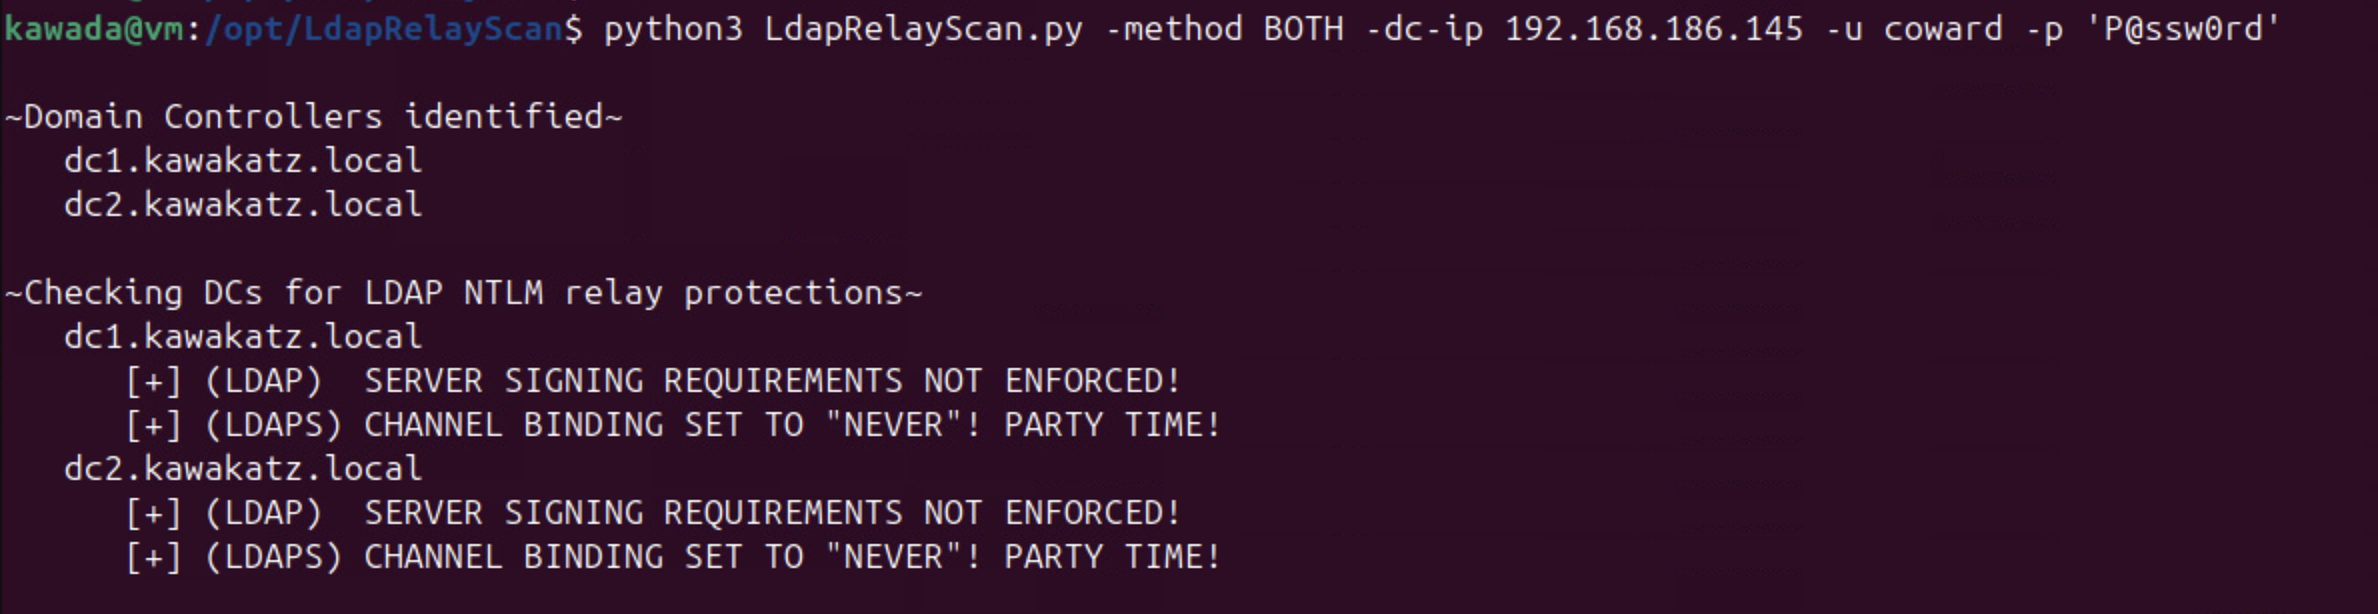 kawada@vm:/opt/LdapRelayScan$ python3 LdapRelayScan.py -method BOTH -dc-ip 192.168.186.145 -u coward -p 'P@ssw0rd'
~Domain Controllers identified~
dc1.kawakatz.local
dc2.kawakatz.local
~Checking DCs for LDAP NTLM relay protections~
dc1.kawakatz.local
[+] (LDAP)  SERVER SIGNING REQUIREMENTS NOT ENFORCED!
[+] (LDAPS) CHANNEL BINDING SET TO "NEVER"! PARTY TIME!
dc2.kawakatz.local
[+] (LDAP)  SERVER SIGNING REQUIREMENTS NOT ENFORCED!
[+] (LDAPS) CHANNEL BINDING SET TO "NEVER"! PARTY TIME!